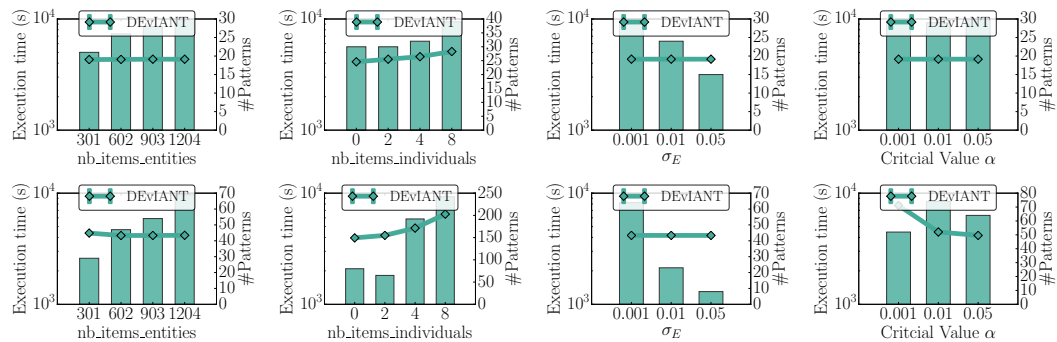 DEvIANT
Execution time (s)
10^4
10^3
301 602 903 1204
nb_items_entities
0 5 10 15 20 25 30
#Patterns
DEvIANT
Execution time (s)
10^4
10^3
0 2 4 8
nb_items_individuals
0 5 10 15 20 25 30 35 40
#Patterns
DEvIANT
Execution time (s)
10^4
10^3
0.001 0.01 0.05
σ_E
0 5 10 15 20 25 30
#Patterns
DEvIANT
Execution time (s)
10^4
10^3
0.001 0.01 0.05
Critcial Value α
0 5 10 15 20 25 30
#Patterns
DEvIANT
Execution time (s)
10^4
10^3
301 602 903 1204
nb_items_entities
0 10 20 30 40 50 60 70
#Patterns
DEvIANT
Execution time (s)
10^4
10^3
0 2 4 8
nb_items_individuals
0 50 100 150 200 250
#Patterns
DEvIANT
Execution time (s)
10^4
10^3
0.001 0.01 0.05
σ_E
0 10 20 30 40 50 60 70
#Patterns
DEvIANT
Execution time (s)
10^4
10^3
0.001 0.01 0.05
Critcial Value α
0 10 20 30 40 50 60 70 80
#Patterns